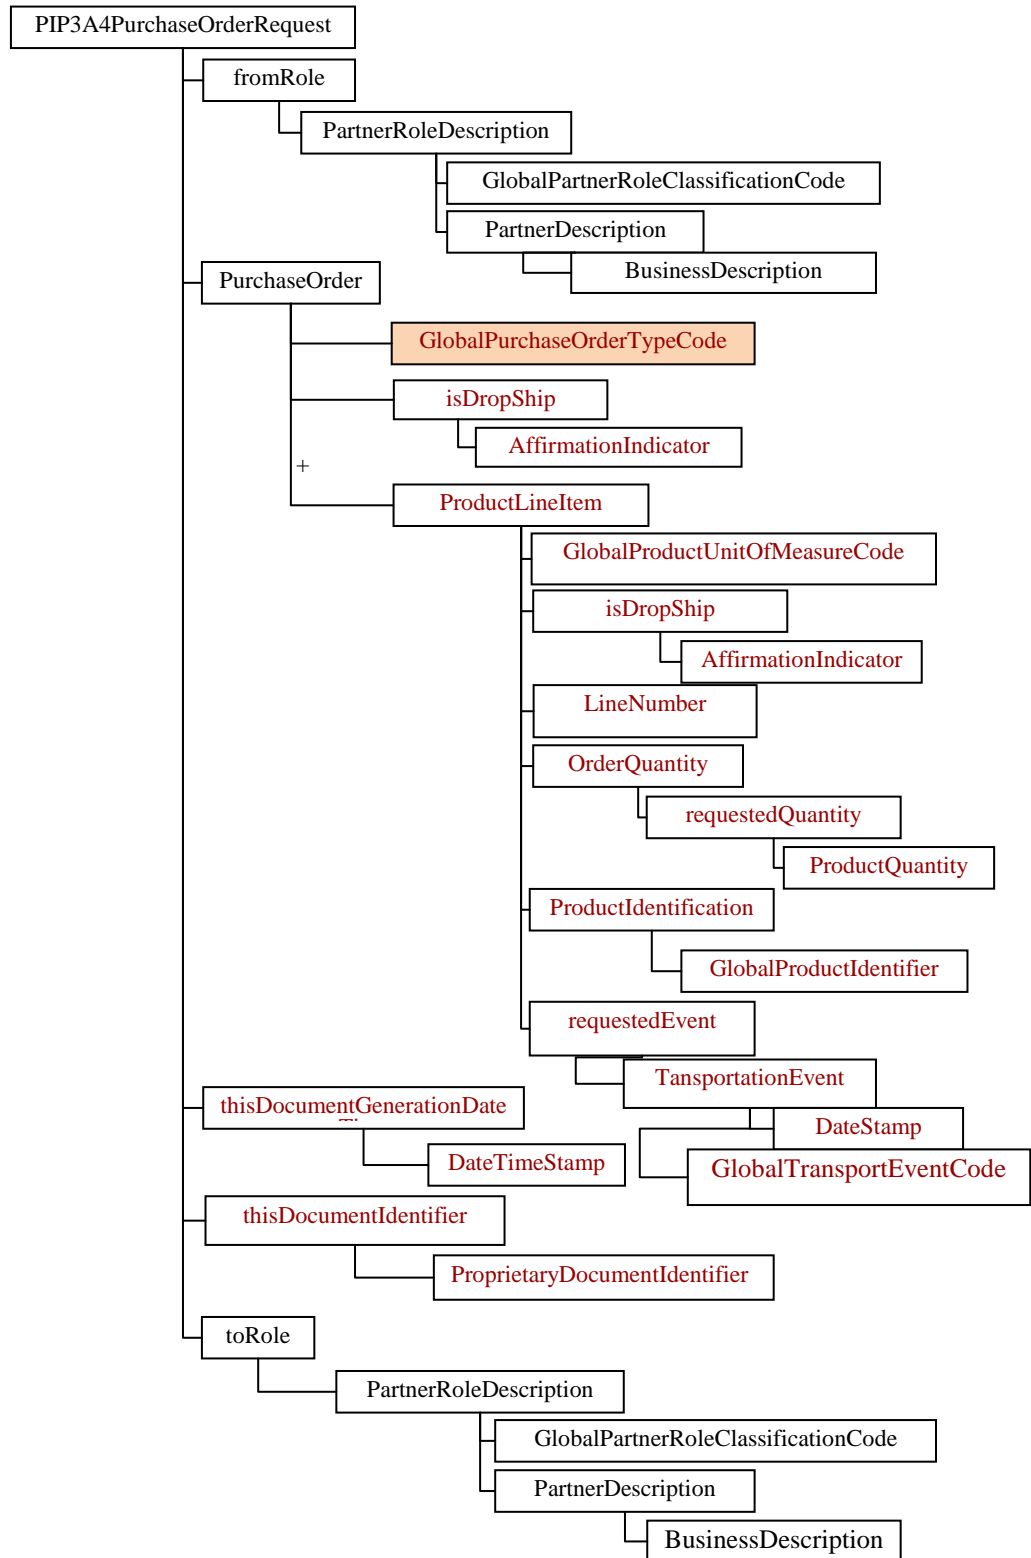 PIP3A4PurchaseOrderRequest
fromRole
PartnerRoleDescription
GlobalPartnerRoleClassificationCode
PartnerDescription
BusinessDescription
PurchaseOrder
GlobalPurchaseOrderTypeCode
isDropShip
AffirmationIndicator
+
ProductLineItem
GlobalProductUnitOfMeasureCode
isDropShip
AffirmationIndicator
LineNumber
OrderQuantity
requestedQuantity
ProductQuantity
ProductIdentification
GlobalProductIdentifier
requestedEvent
TansportationEvent
DateStamp
GlobalTransportEventCode
thisDocumentGenerationDate
DateTimeStamp
thisDocumentIdentifier
ProprietaryDocumentIdentifier
toRole
PartnerRoleDescription
GlobalPartnerRoleClassificationCode
PartnerDescription
BusinessDescription